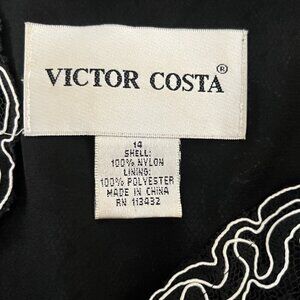 VICTOR COSTA®
14
SHELL:
100% NYLON
LINING:
100% POLYESTER
MADE IN CHINA
RN 113432